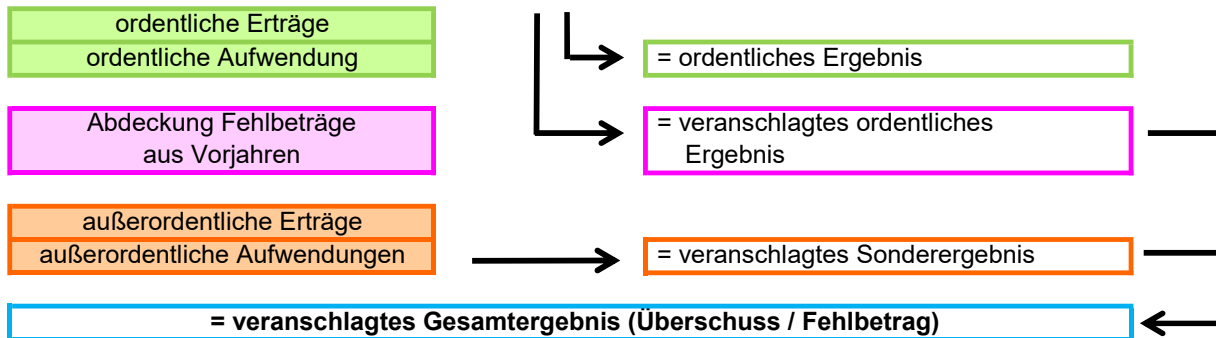 ordentliche Erträge
ordentliche Aufwendung
= ordentliches Ergebnis
Abdeckung Fehlbeträge
aus Vorjahren
= veranschlagtes ordentliches
Ergebnis
außerordentliche Erträge
außerordentliche Aufwendungen
= veranschlagtes Sonderergebnis
= veranschlagtes Gesamtergebnis (Überschuss / Fehlbetrag)